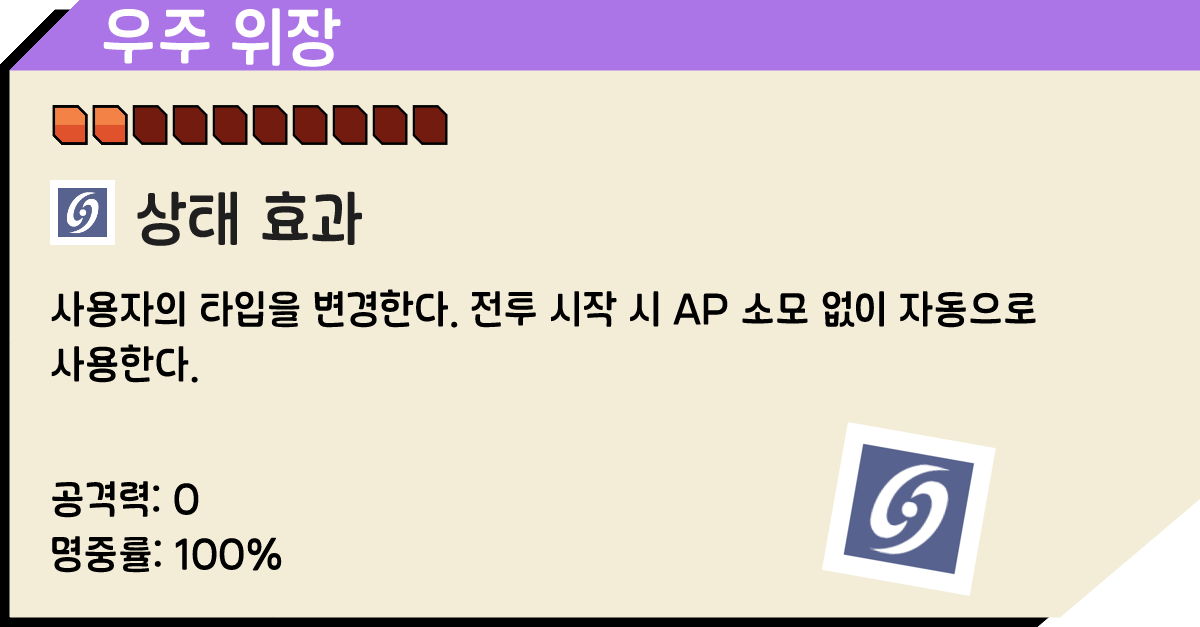 우주 위장
상태 효과
사용자의 타입을 변경한다. 전투 시작 시 AP 소모 없이 자동으로
사용한다.
공격력: 0
명중률: 100%